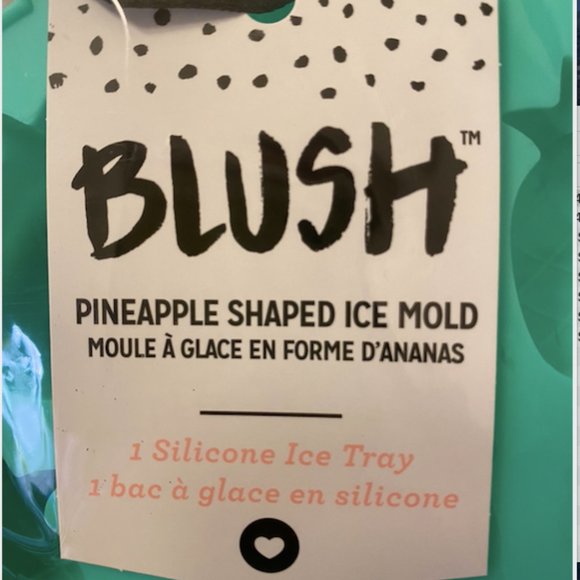 BLUSH™
PINEAPPLE SHAPED ICE MOLD
MOULE À GLACE EN FORME D'ANANAS
1 Silicone Ice Tray
1 bac à glace en silicone